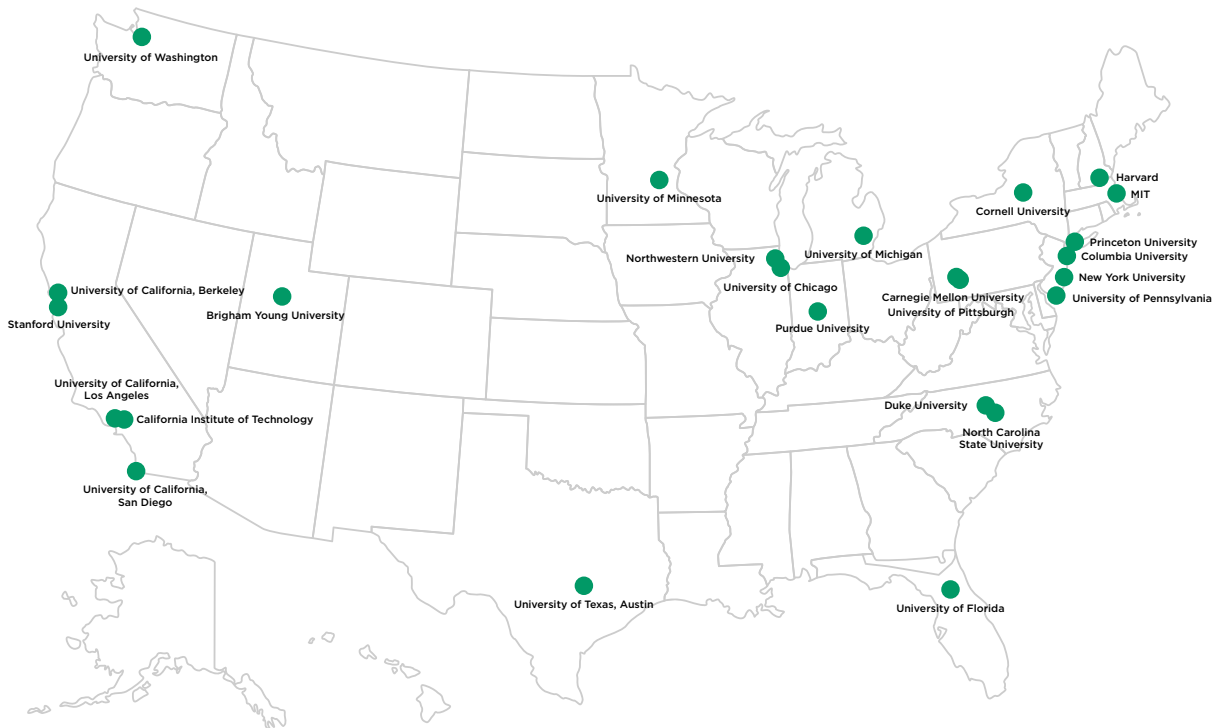 University of Washington
University of Minnesota
Harvard
MIT
Cornell University
Princeton University
Columbia University
New York University
University of Pennsylvania
University of Michigan
Northwestern University
University of Chicago
Carnegie Mellon University
University of Pittsburgh
Purdue University
University of California, Berkeley
Stanford University
Brigham Young University
University of California,
Los Angeles
California Institute of Technology
University of California,
San Diego
Duke University
North Carolina
State University
University of Texas, Austin
University of Florida